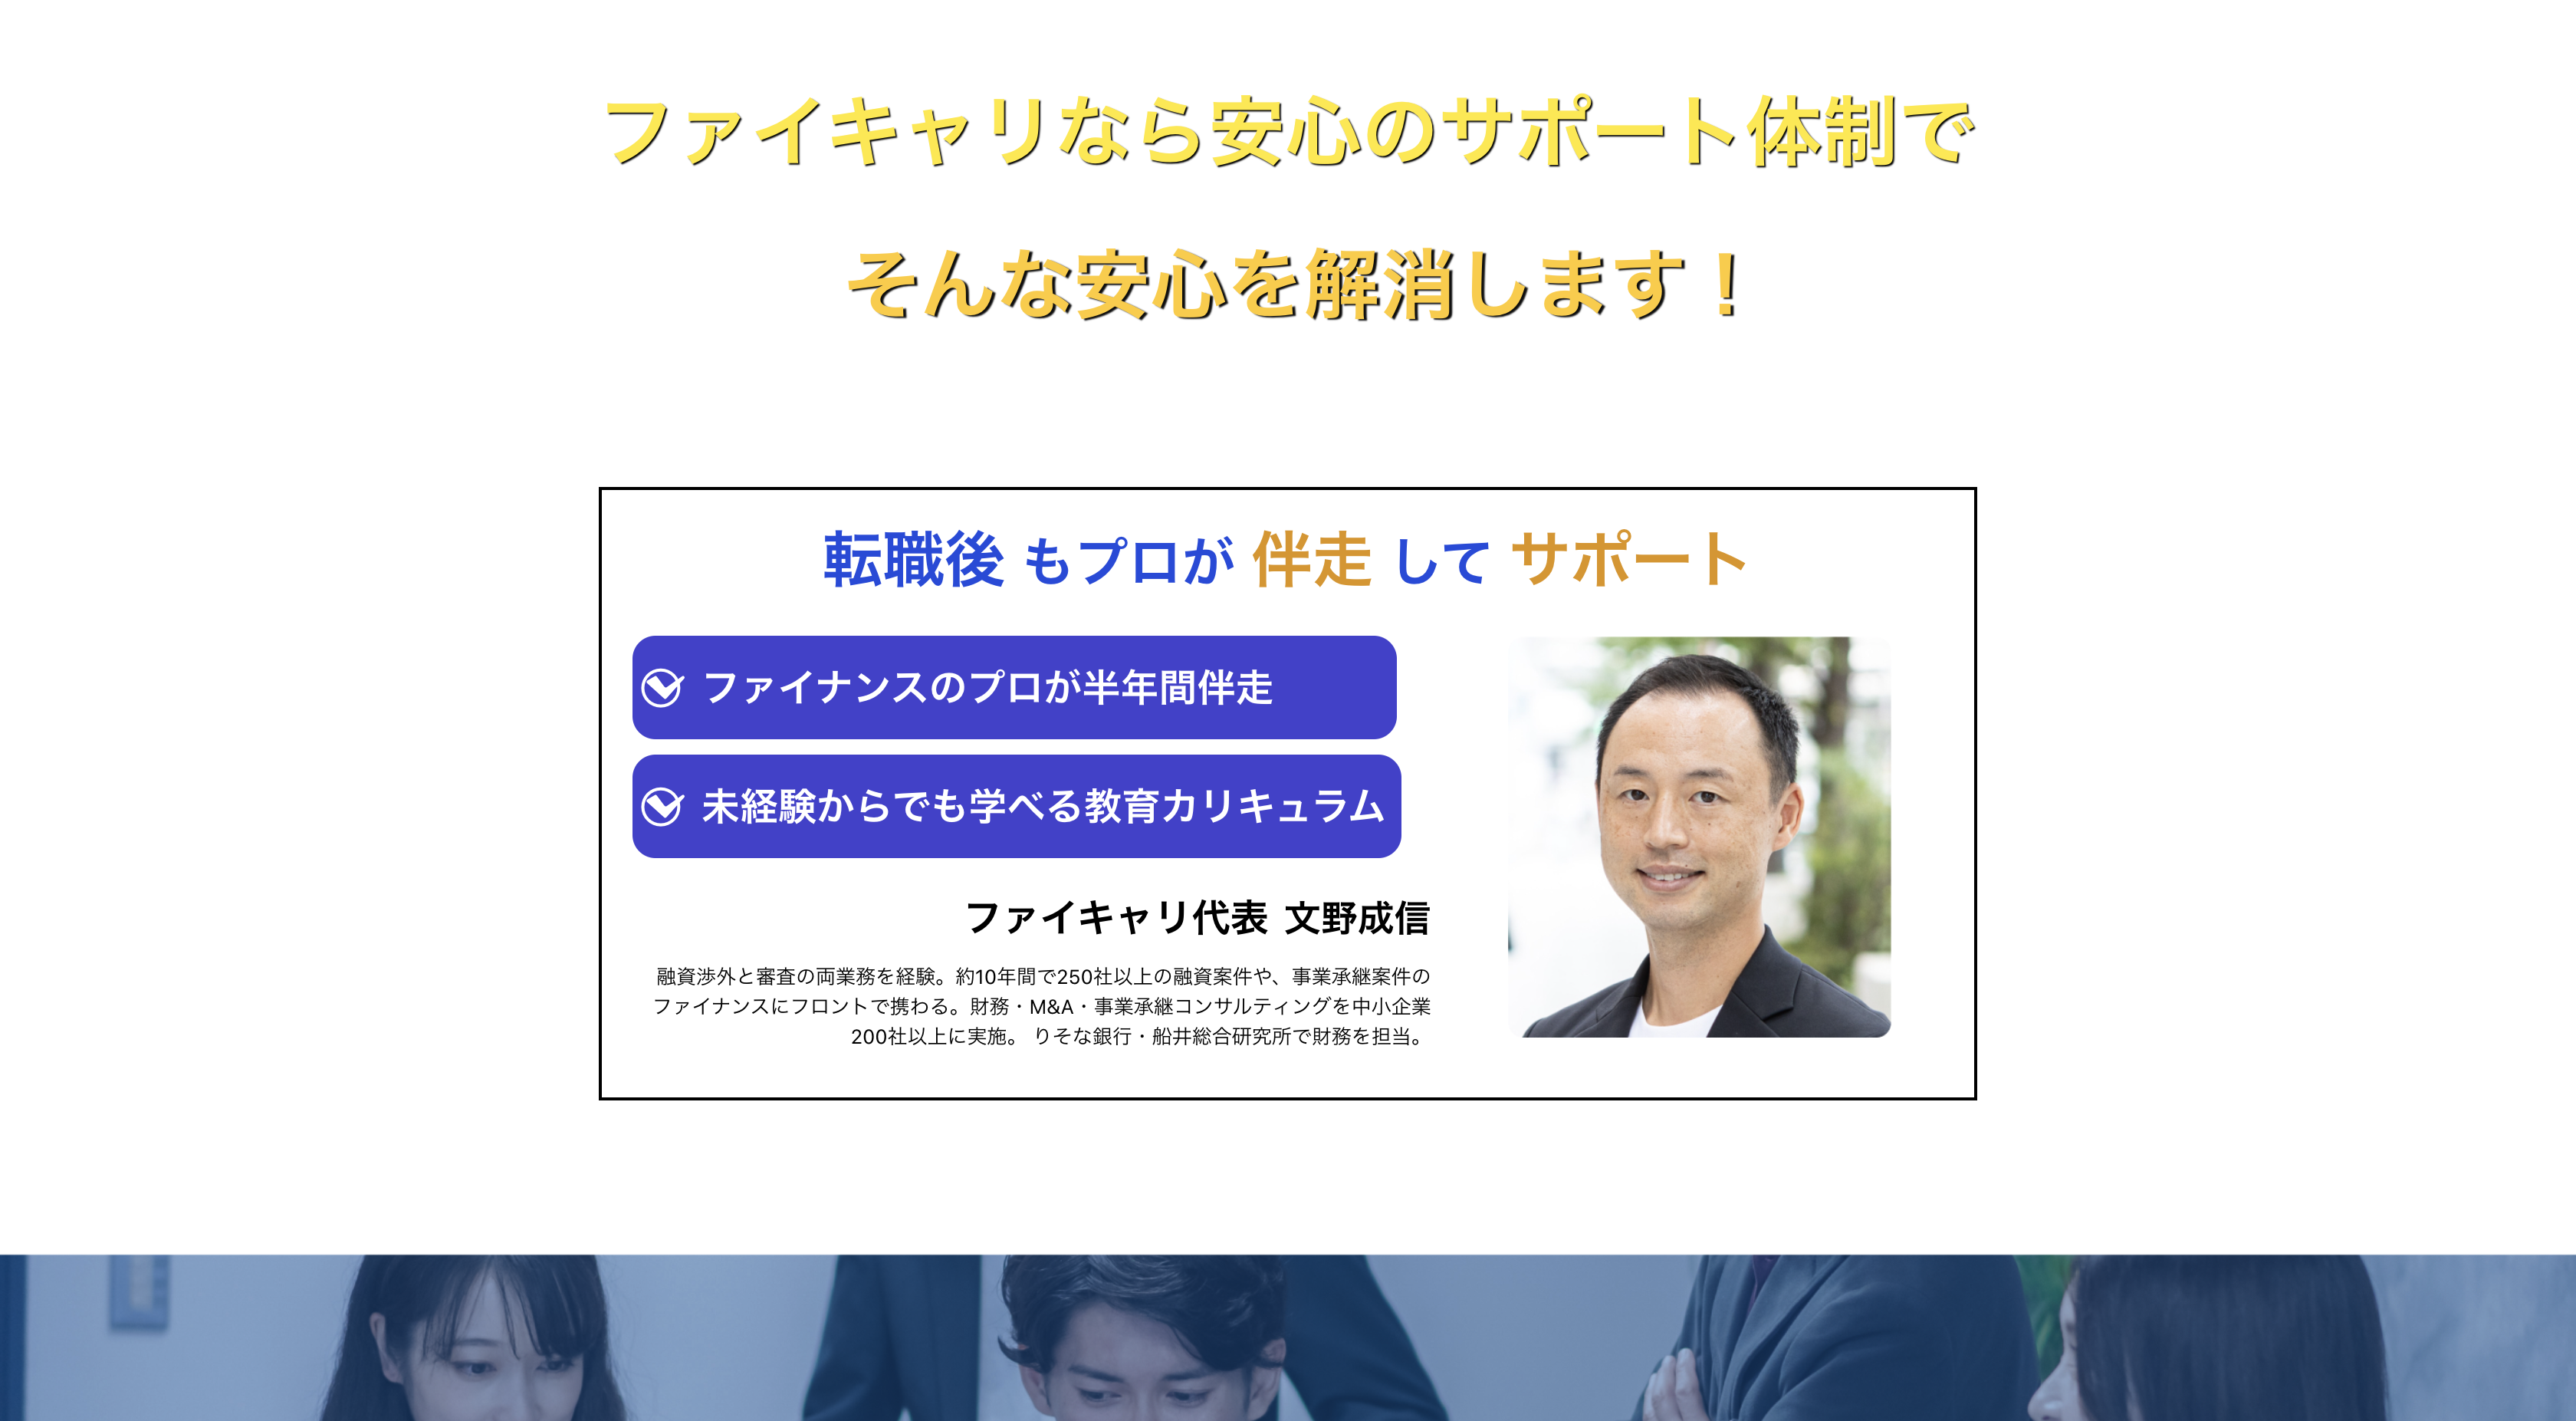 ファイキャリなら安心のサポート体制で
そんな安心を解消します！
転職後 もプロが 伴走 して サポート
ファイナンスのプロが半年間伴走
未経験からでも学べる教育カリキュラム
ファイキャリ代表 文野成信
融資渉外と審査の両業務を経験。約10年間で250社以上の融資案件や、事業承継案件の
ファイナンスにフロントで携わる。財務・M&A・事業承継コンサルティングを中小企業
200社以上に実施。 りそな銀行・船井総合研究所で財務を担当。